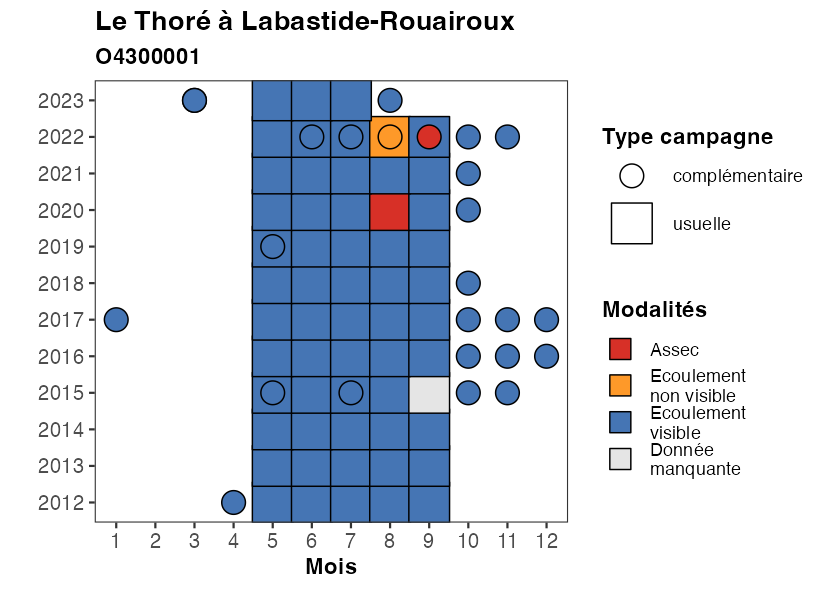 Le Thoré à Labastide-Rouairoux
O4300001
2023
2022
2021
2020
2019
2018
2017
2016
2015
2014
2013
2012
1 2 3 4 5 6 7 8 9 10 11 12
Mois
Type campagne
complémentaire
usuelle
Modalités
Assec
Ecoulement
non visible
Ecoulement
visible
Donnée
manquante